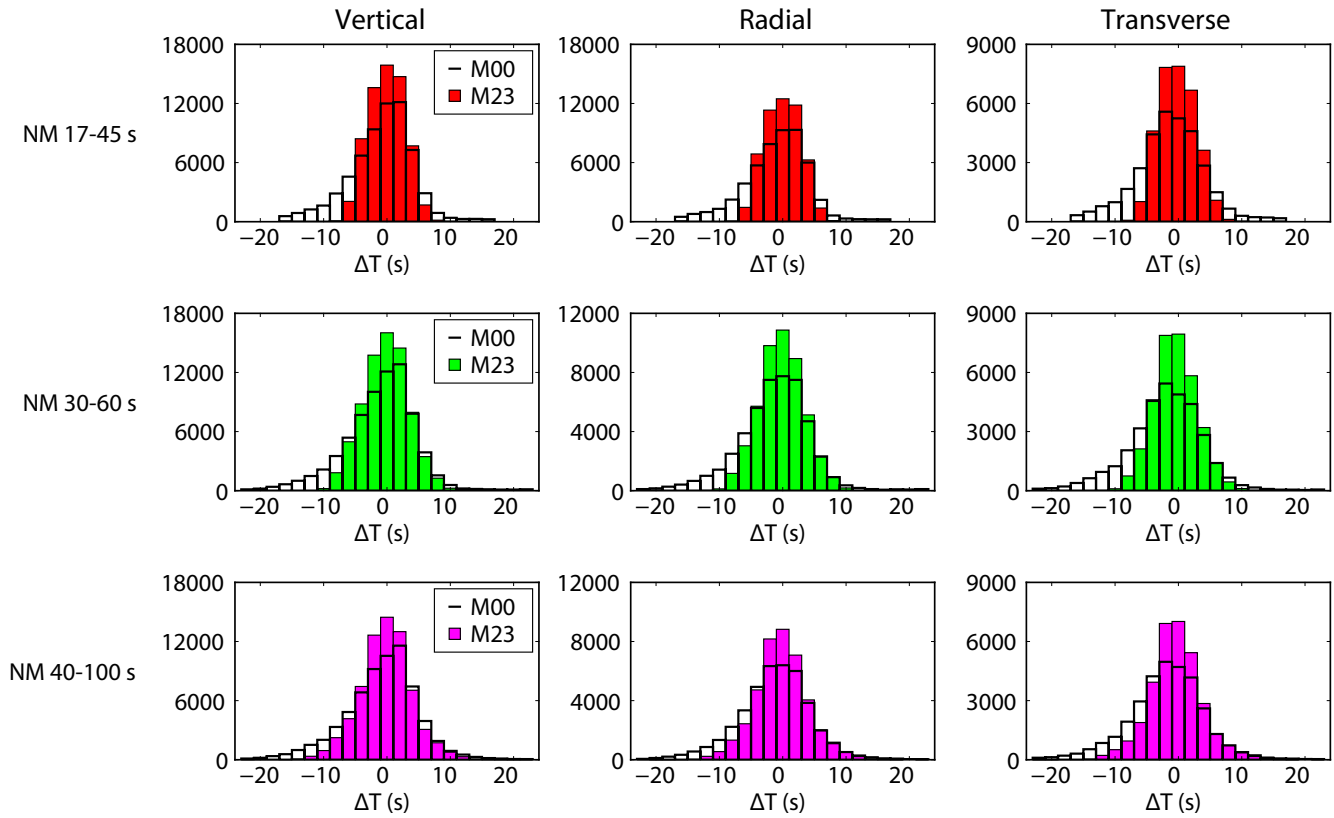 Vertical Radial Transverse
NM 17-45 s
18000 18000 9000
12000 12000 6000
6000 6000 3000
0 0 0
M00
M23
−20 −10 0 10 20 −20 −10 0 10 20 −20 −10 0 10 20
ΔT (s) ΔT (s) ΔT (s)
NM 30-60 s
18000 12000 9000
12000 8000 6000
6000 4000 3000
0 0 0
M00
M23
−20 −10 0 10 20 −20 −10 0 10 20 −20 −10 0 10 20
ΔT (s) ΔT (s) ΔT (s)
NM 40-100 s
18000 12000 9000
12000 8000 6000
6000 4000 3000
0 0 0
M00
M23
−20 −10 0 10 20 −20 −10 0 10 20 −20 −10 0 10 20
ΔT (s) ΔT (s) ΔT (s)